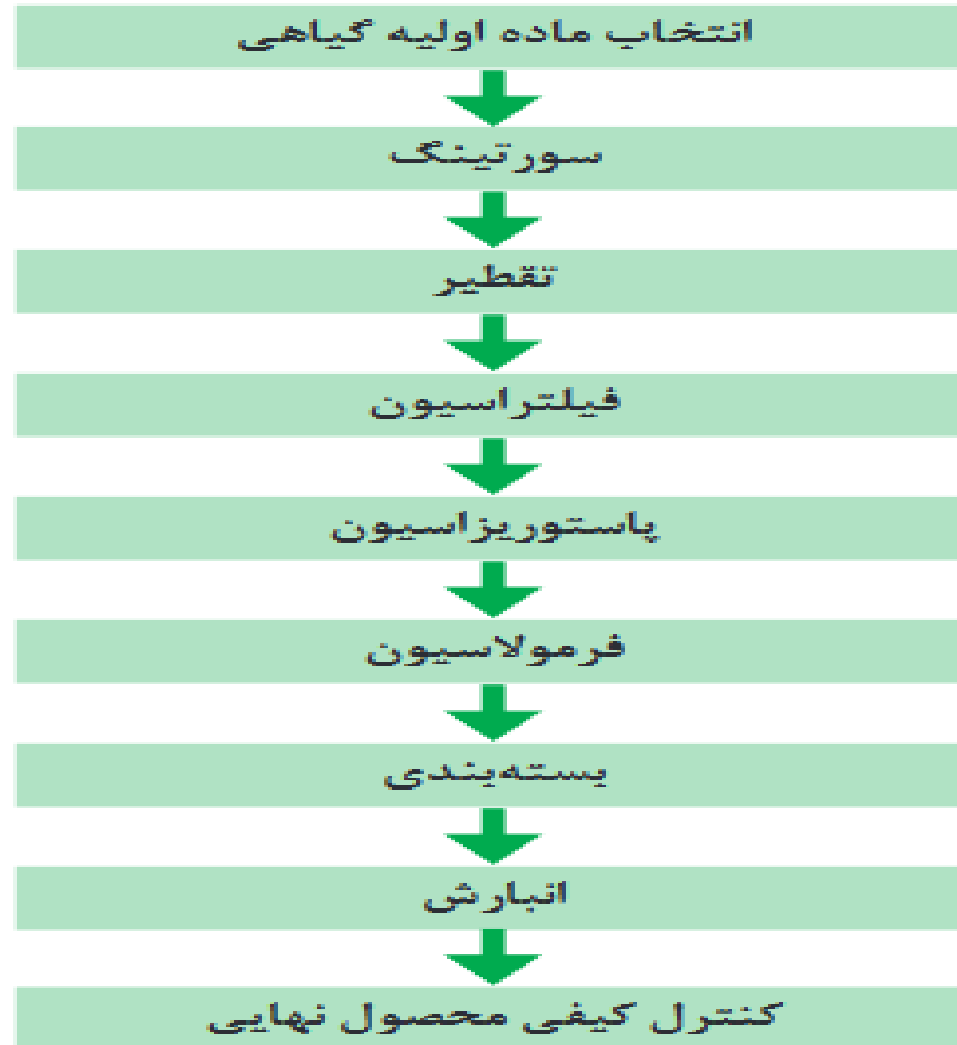 انتخاب ماده اولیه گیاهی
سورتینگ
تقطیر
فیلتراسیون
پاستوریزاسیون
فرمولاسیون
بسته‌بندی
انبارش
کنترل کیفی محصول نهایی